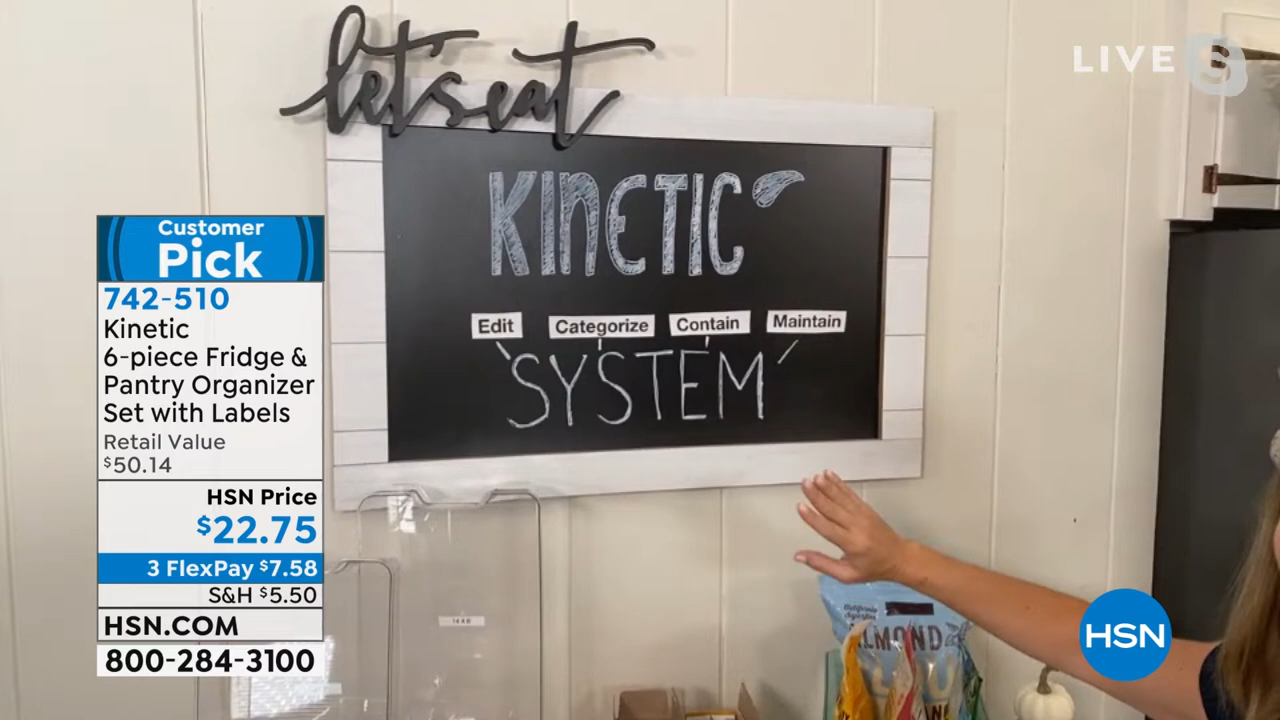 let's eat
LIVE S
KINETIC
Edit Categorize Contain Maintain
SYSTEM
Customer
Pick
742-510
Kinetic
6-piece Fridge &
Pantry Organizer
Set with Labels
Retail Value
$50.14
HSN Price
$22.75
3 FlexPay $7.58
S&H $5.50
HSN.COM
800-284-3100
HSN
ALMOND